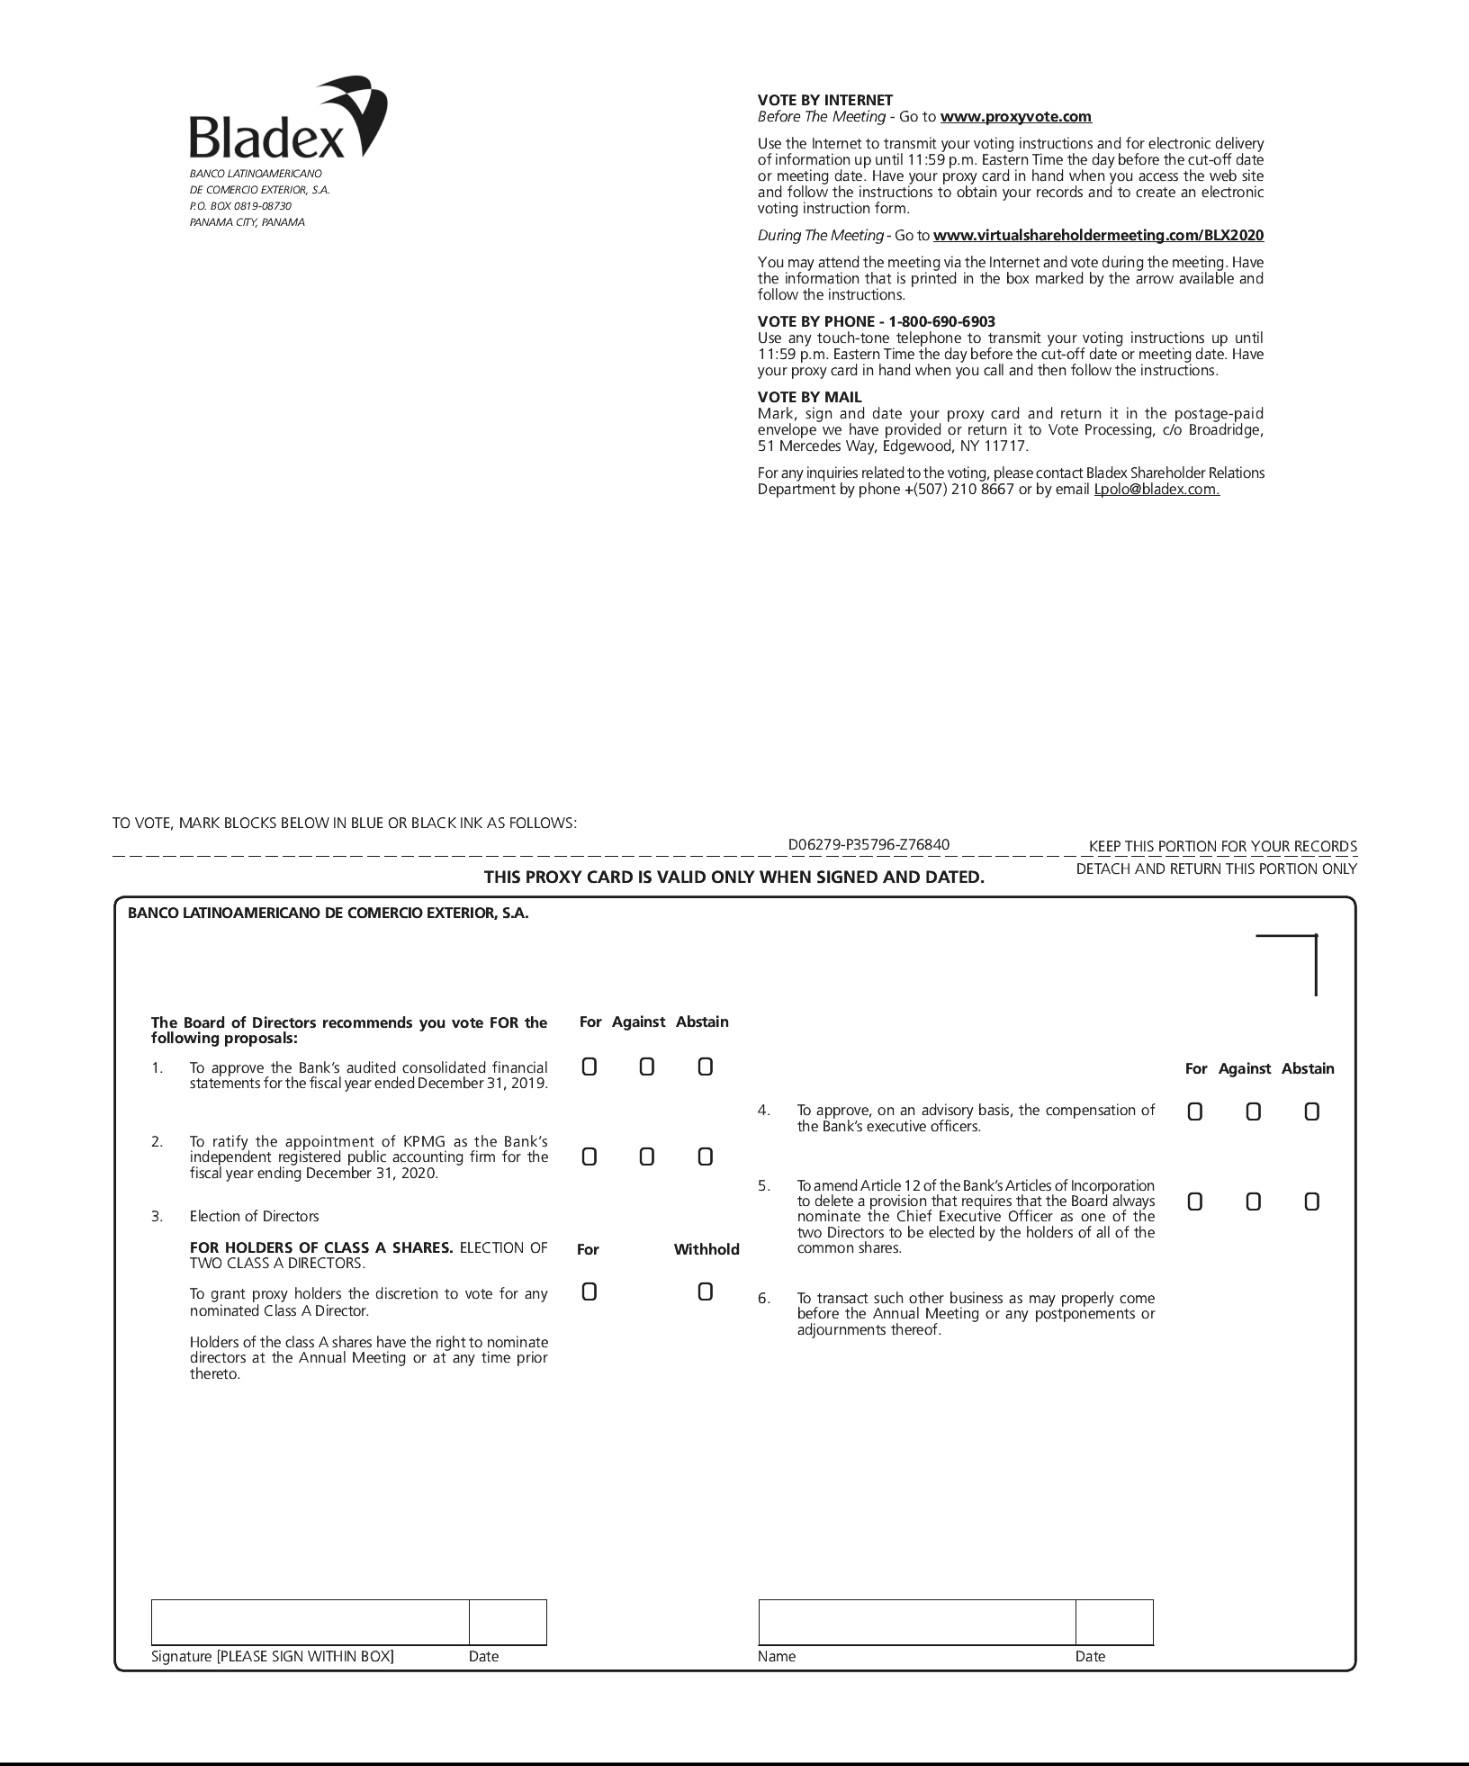 Bladex
BANCO LATINOAMERICANO
DE COMERCIO EXTERIOR, S.A.
P.O. BOX 0819-08730
PANAMA CITY, PANAMA
VOTE BY INTERNET
Before The Meeting - Go to www.proxyvote.com
Use the Internet to transmit your voting instructions and for electronic delivery
of information up until 11:59 p.m. Eastern Time the day before the cut-off date
or meeting date. Have your proxy card in hand when you access the web site
and follow the instructions to obtain your records and to create an electronic
voting instruction form.
During The Meeting - Go to www.virtualshareholdermeeting.com/BLX2020
You may attend the meeting via the Internet and vote during the meeting. Have
the information that is printed in the box marked by the arrow available and
follow the instructions.
VOTE BY PHONE - 1-800-690-6903
Use any touch-tone telephone to transmit your voting instructions up until
11:59 p.m. Eastern Time the day before the cut-off date or meeting date. Have
your proxy card in hand when you call and then follow the instructions.
VOTE BY MAIL
Mark, sign and date your proxy card and return it in the postage-paid
envelope we have provided or return it to Vote Processing, c/o Broadridge,
51 Mercedes Way, Edgewood, NY 11717.
For any inquiries related to the voting, please contact Bladex Shareholder Relations
Department by phone +(507) 210 8667 or by email Lpolo@bladex.com.
TO VOTE, MARK BLOCKS BELOW IN BLUE OR BLACK INK AS FOLLOWS:
D06279-P35796-Z76840
KEEP THIS PORTION FOR YOUR RECORDS
DETACH AND RETURN THIS PORTION ONLY
THIS PROXY CARD IS VALID ONLY WHEN SIGNED AND DATED.
BANCO LATINOAMERICANO DE COMERCIO EXTERIOR, S.A.
The Board of Directors recommends you vote FOR the
following proposals:
For Against Abstain
1. To approve the Bank's audited consolidated financial
statements for the fiscal year ended December 31, 2019.
2. To ratify the appointment of KPMG as the Bank's
independent registered public accounting firm for the
fiscal year ending December 31, 2020.
3. Election of Directors
FOR HOLDERS OF CLASS A SHARES. ELECTION OF
TWO CLASS A DIRECTORS.
For Withhold
To grant proxy holders the discretion to vote for any
nominated Class A Director.
Holders of the class A shares have the right to nominate
directors at the Annual Meeting or at any time prior
thereto.
For Against Abstain
4. To approve, on an advisory basis, the compensation of
the Bank's executive officers.
5. To amend Article 12 of the Bank's Articles of Incorporation
to delete a provision that requires that the Board always
nominate the Chief Executive Officer as one of the
two Directors to be elected by the holders of all of the
common shares.
6. To transact such other business as may properly come
before the Annual Meeting or any postponements or
adjournments thereof.
Signature [PLEASE SIGN WITHIN BOX] Date
Name Date